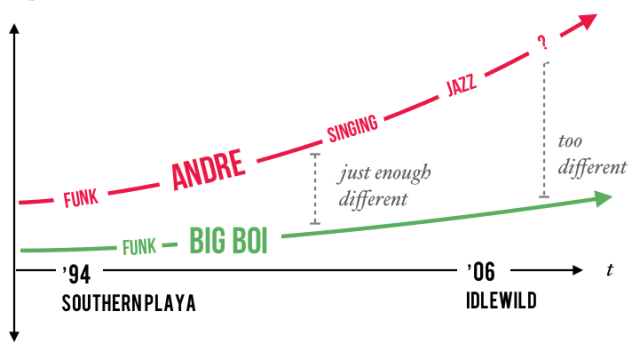 ?
JAZZ
SINGING
ANDRE
FUNK
just enough
different
too
different
FUNK
BIG BOI
'94
SOUTHERNPLAYA
'06
IDLEWILD
t